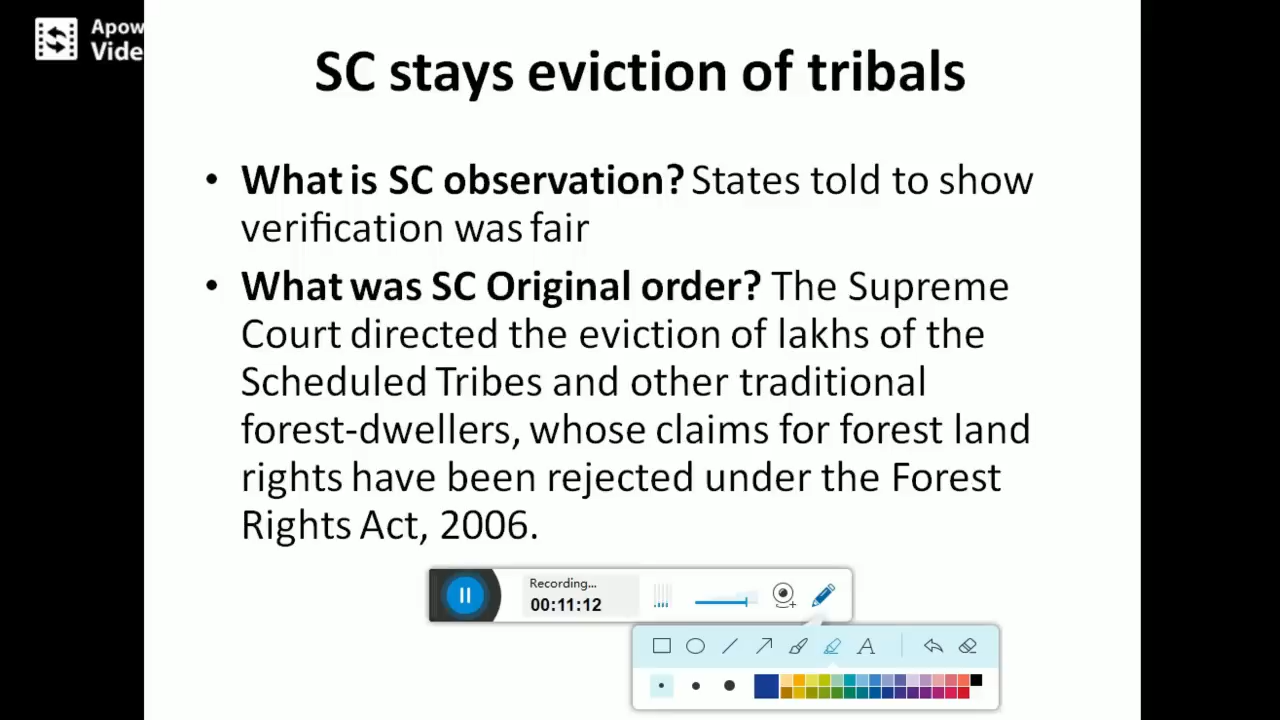 Apow
Vide
SC stays eviction of tribals
• What is SC observation? States told to show
verification was fair
• What was SC Original order? The Supreme
Court directed the eviction of lakhs of the
Scheduled Tribes and other traditional
forest-dwellers, whose claims for forest land
rights have been rejected under the Forest
Rights Act, 2006.
Recording...
00:11:12
A